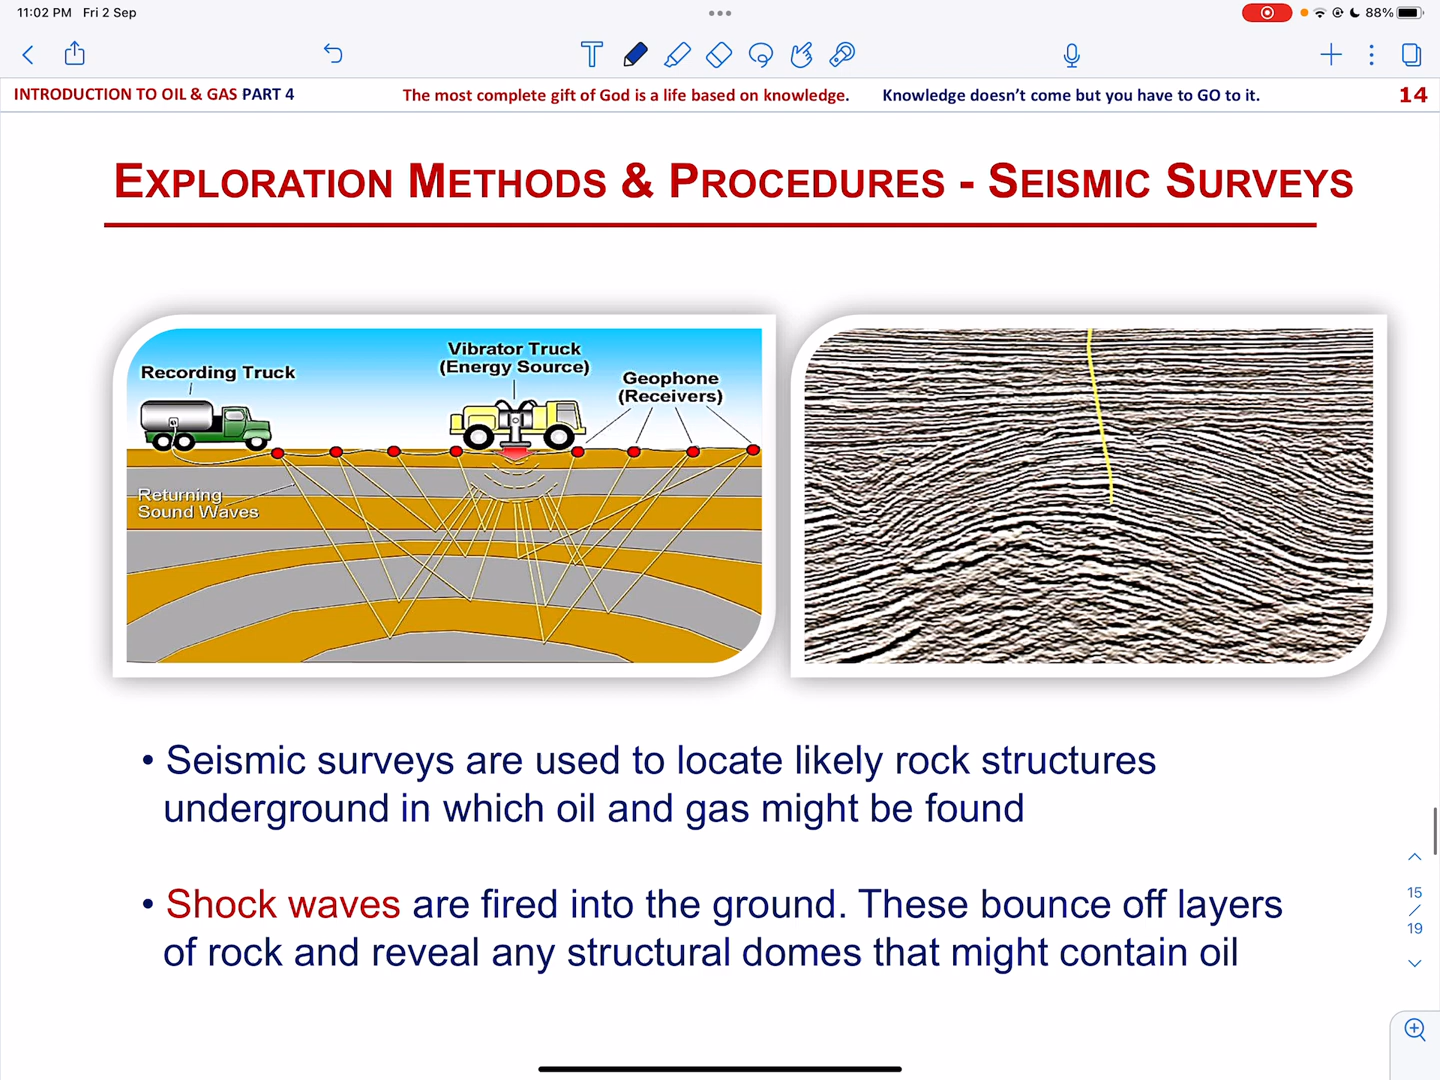 11:02 PM Fri 2 Sep
88%
INTRODUCTION TO OIL & GAS PART 4 The most complete gift of God is a life based on knowledge. Knowledge doesn't come but you have to GO to it. 14
EXPLORATION METHODS & PROCEDURES - SEISMIC SURVEYS
Recording Truck
Vibrator Truck
(Energy Source)
Geophone
(Receivers)
Returning
Sound Waves
• Seismic surveys are used to locate likely rock structures
underground in which oil and gas might be found
• Shock waves are fired into the ground. These bounce off layers
of rock and reveal any structural domes that might contain oil
15
/
19